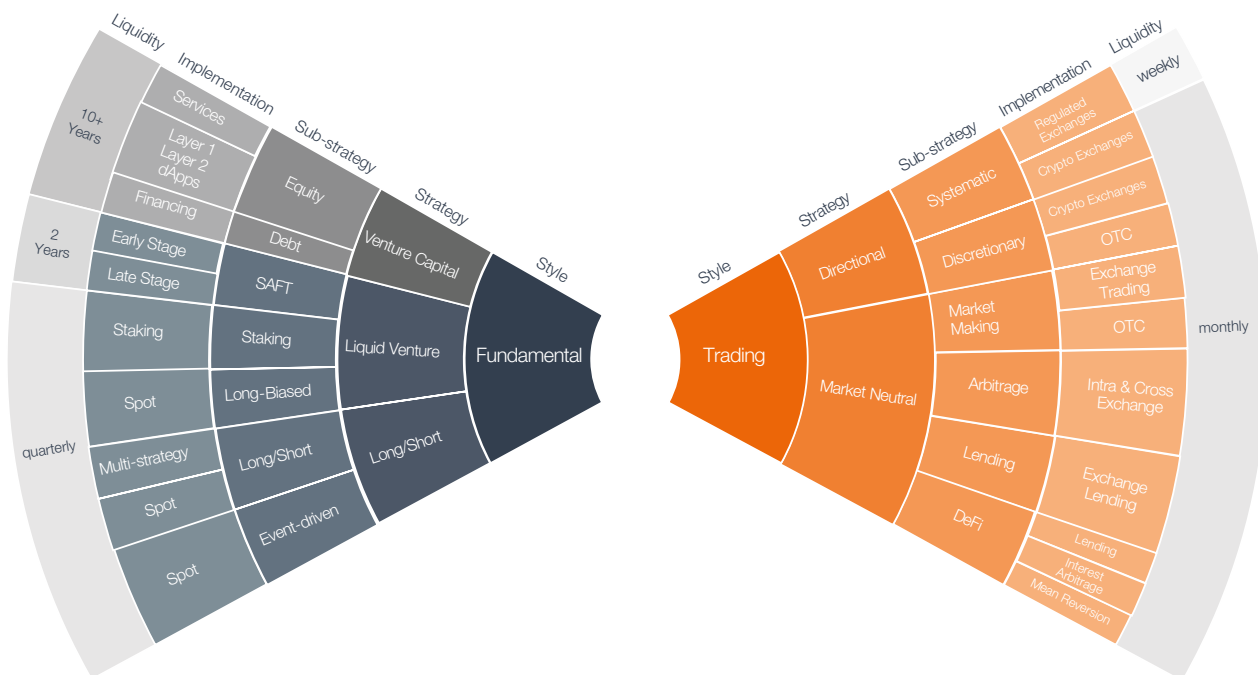 Liquidity
Implementation
Sub-strategy
Strategy
Style
10+
Years
2
Years
quarterly
Services
Layer 1
Layer 2
dApps
Financing
Early Stage
Late Stage
Staking
Spot
Multi-strategy
Spot
Spot
Equity
Debt
SAFT
Staking
Long-Biased
Long/Short
Event-driven
Venture Capital
Liquid Venture
Long/Short
Fundamental
Style
Strategy
Sub-strategy
Implementation
Liquidity
Trading
Directional
Market Neutral
Systematic
Discretionary
Market
Making
Arbitrage
Lending
DeFi
Regulated
Exchanges
Crypto Exchanges
Crypto Exchanges
OTC
Exchange
Trading
OTC
Intra & Cross
Exchange
Exchange
Lending
Lending
Interest
Arbitrage
Mean Reversion
weekly
monthly